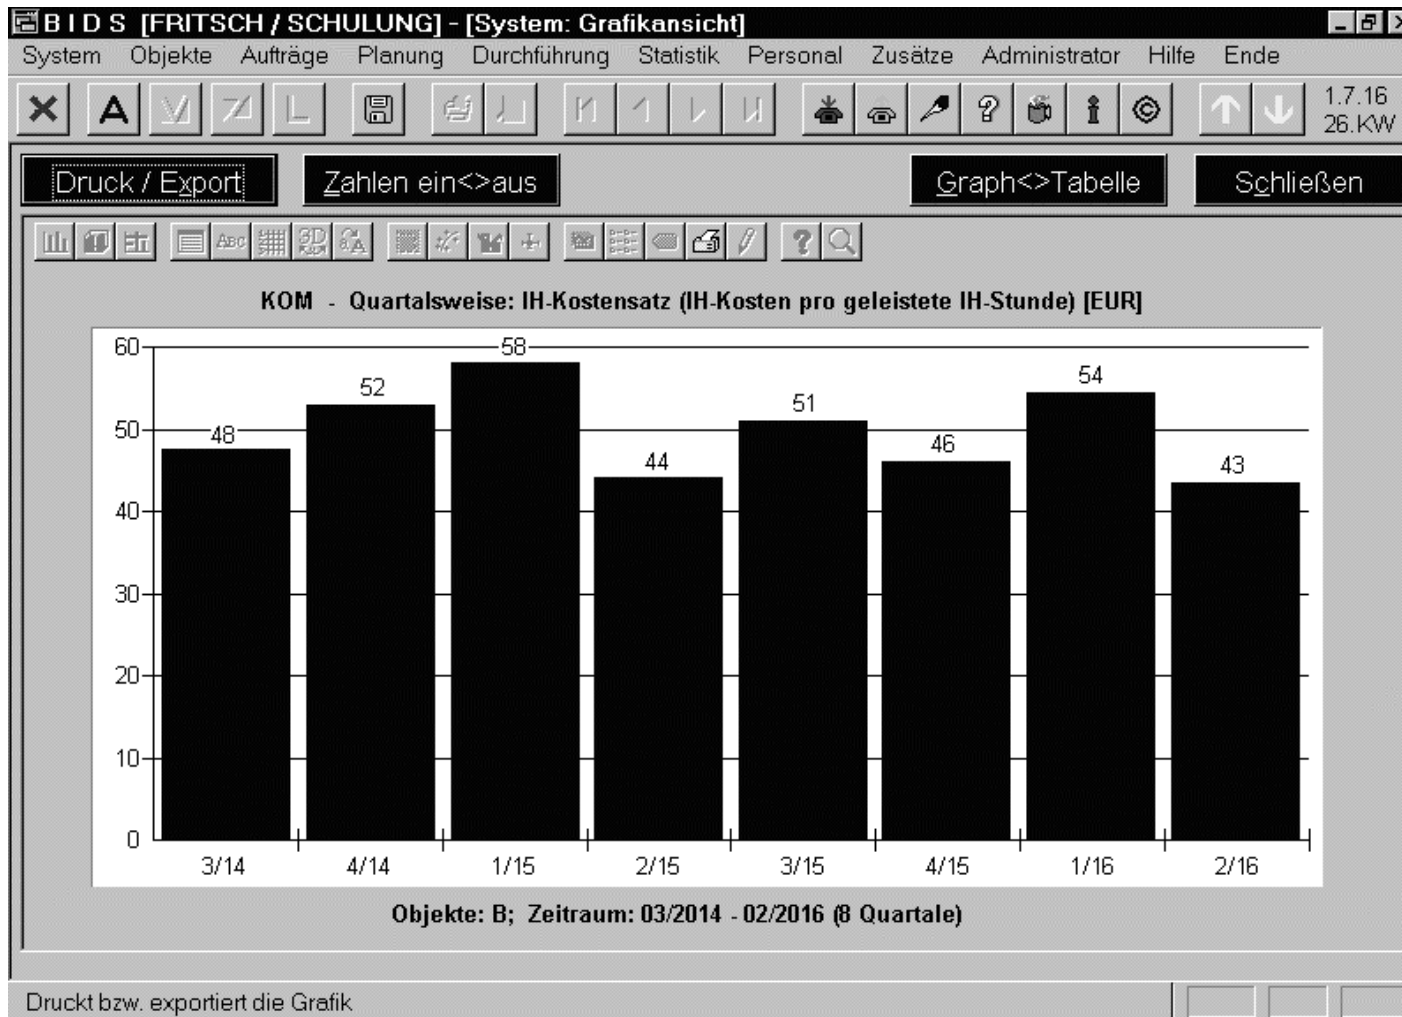 B I D S [FRITSCH / SCHULUNG] - [System: Grafikansicht]
System Objekte Aufträge Planung Durchführung Statistik Personal Zusätze Administrator Hilfe Ende
1.7.16
26.KW
Druck / Export Zahlen ein<>aus Graph<>Tabelle Schließen
ABC 3D
KOM - Quartalsweise: IH-Kostensatz (IH-Kosten pro geleistete IH-Stunde) [EUR]
60
50
40
30
20
10
0
48 52 58 44 51 46 54 43
3/14 4/14 1/15 2/15 3/15 4/15 1/16 2/16
Objekte: B; Zeitraum: 03/2014 - 02/2016 (8 Quartale)
Druckt bzw. exportiert die Grafik